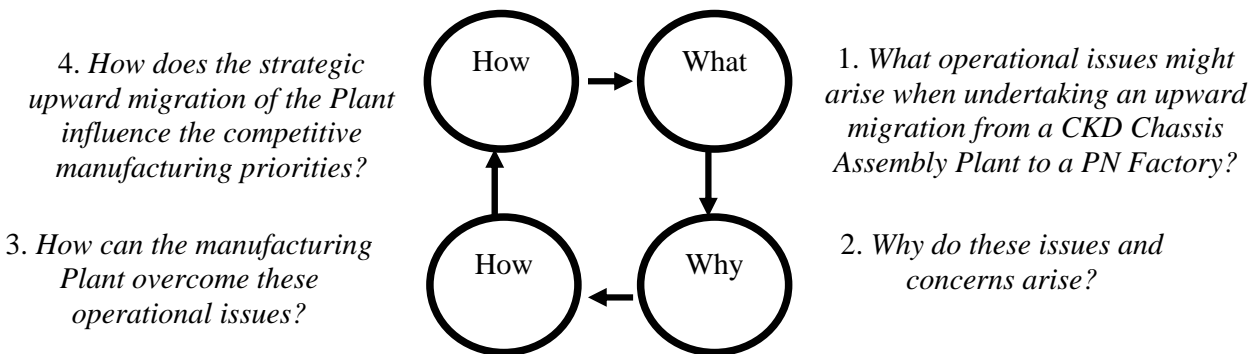 4. How does the strategic
upward migration of the Plant
influence the competitive
manufacturing priorities?
How
What
1. What operational issues might
arise when undertaking an upward
migration from a CKD Chassis
Assembly Plant to a PN Factory?
3. How can the manufacturing
Plant overcome these
operational issues?
How
Why
2. Why do these issues and
concerns arise?